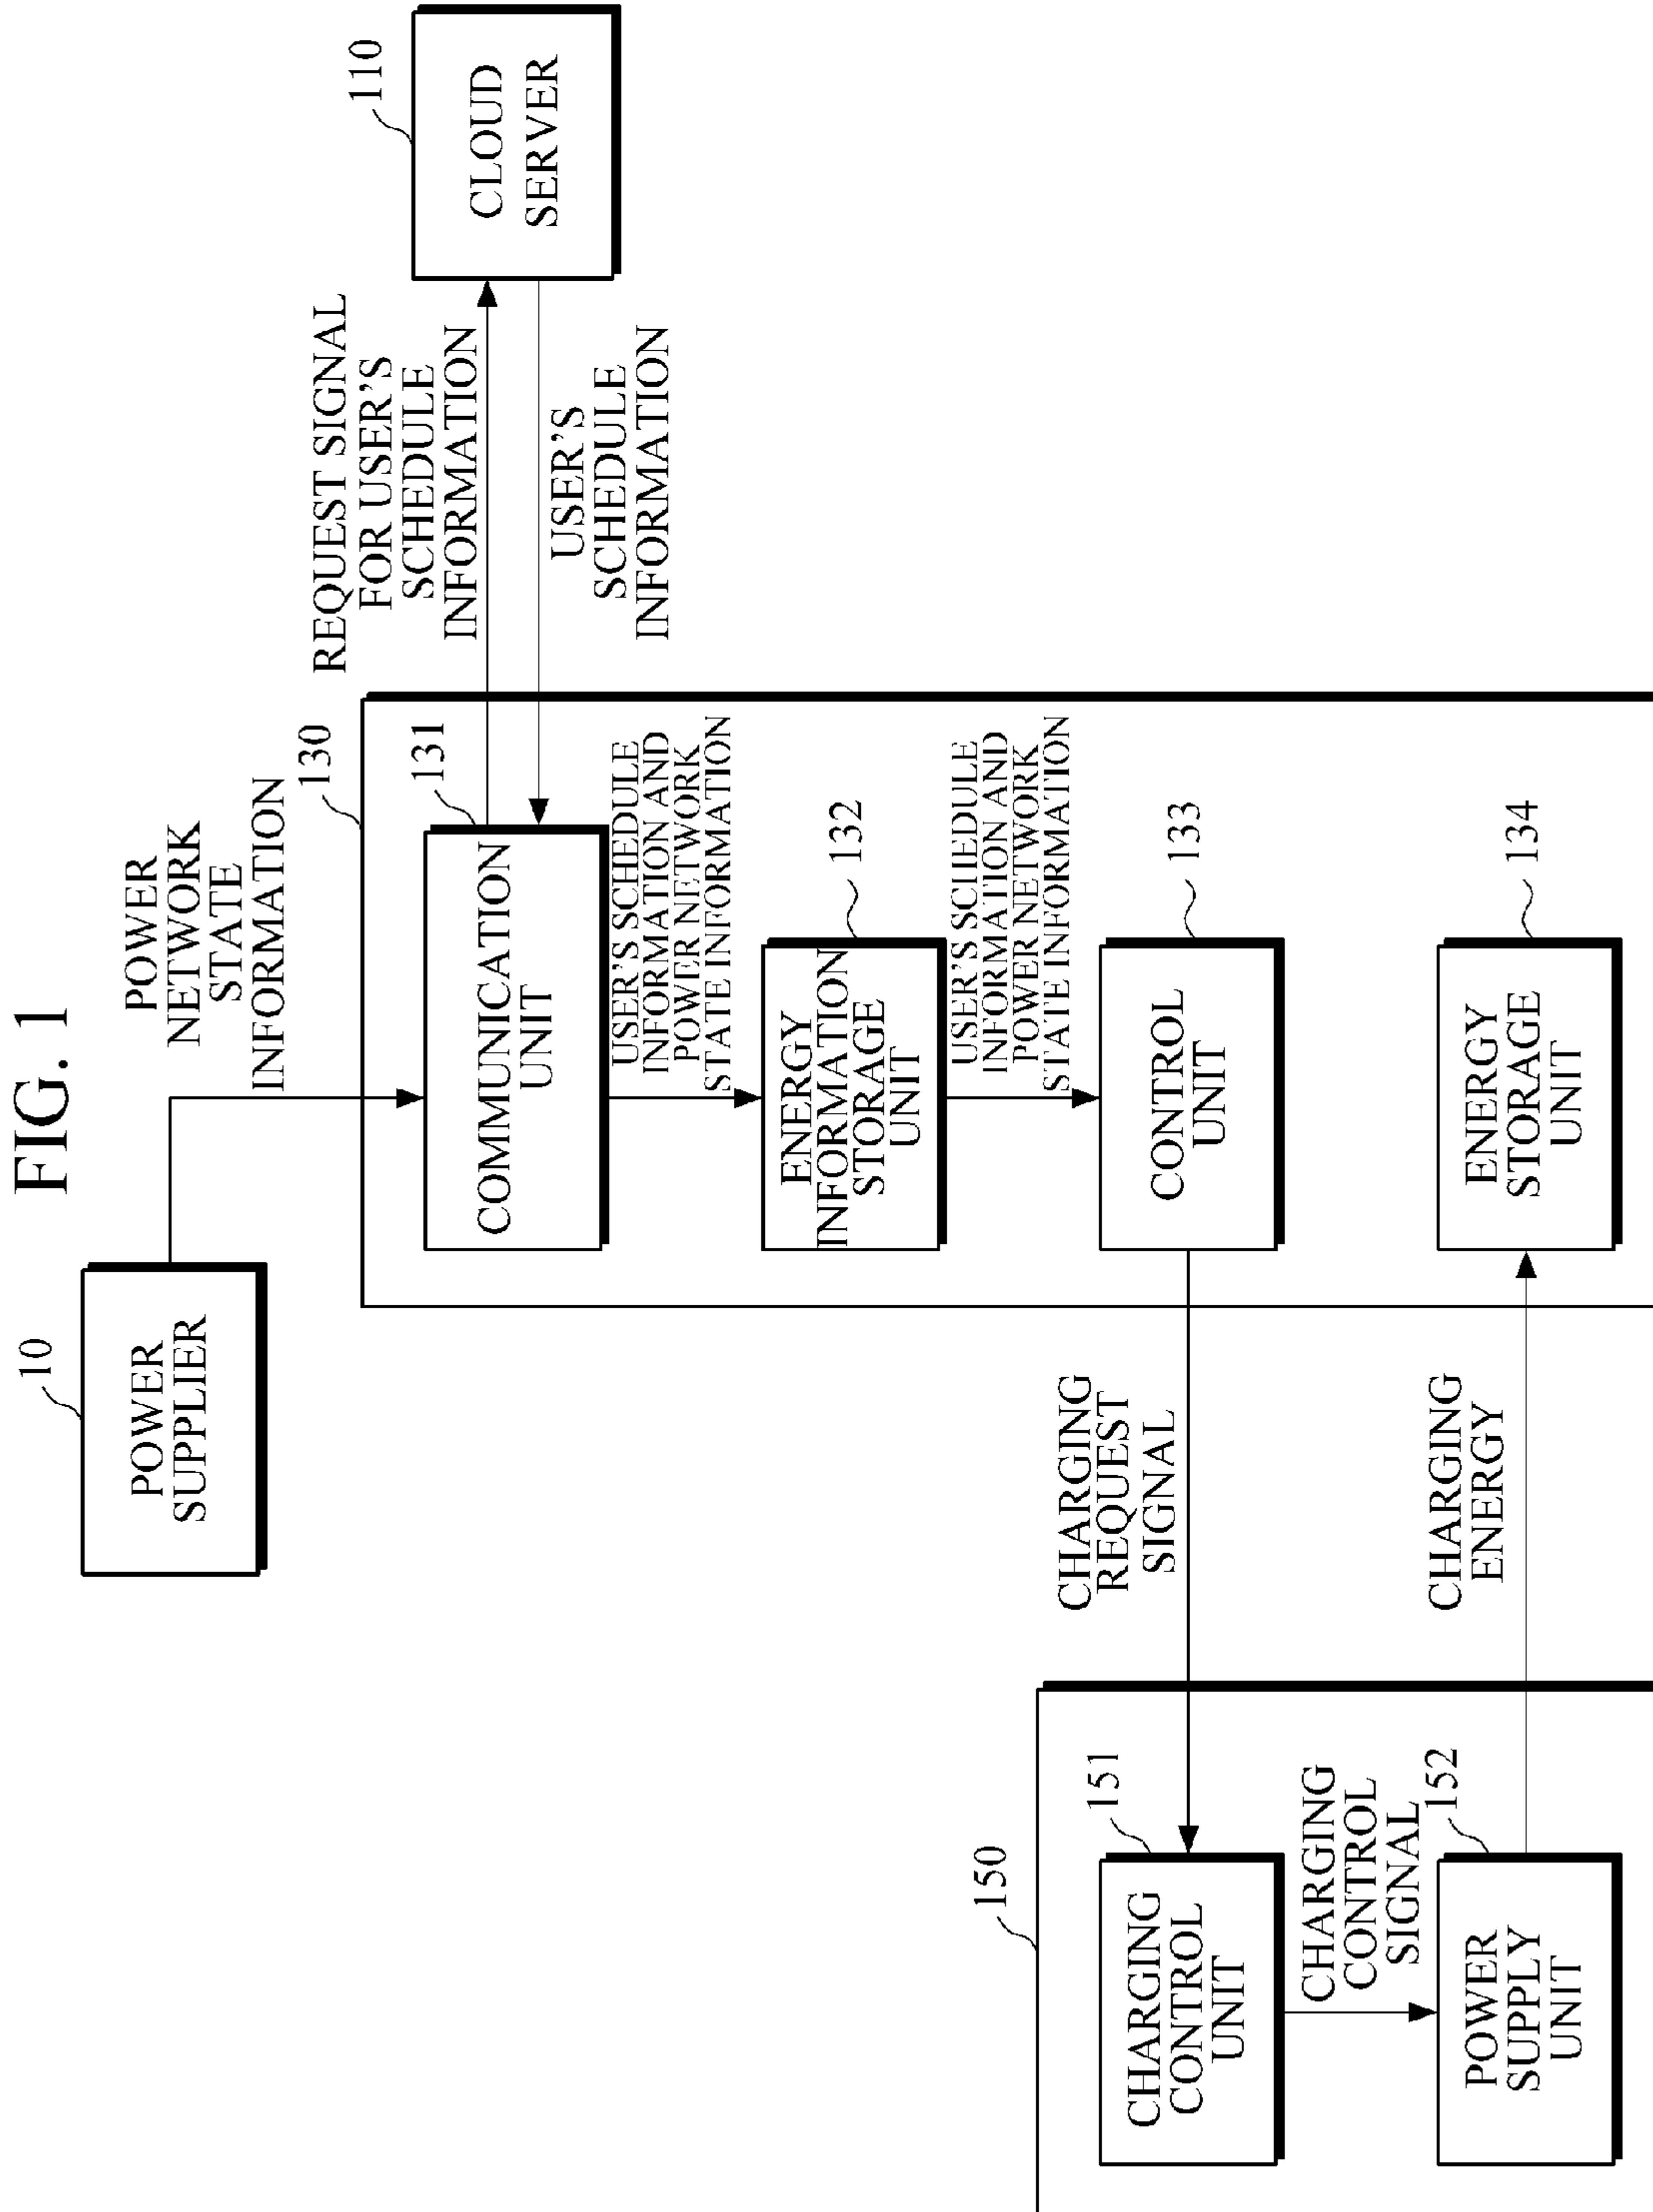 FIG. 1
10
POWER
SUPPLIER
POWER
NETWORK
STATE
INFORMATION
130
110
CLOUD
SERVER
REQUEST SIGNAL
FOR USER'S
SCHEDULE
INFORMATION
USER'S
SCHEDULE
INFORMATION
131
COMMUNICATION
UNIT
USER'S SCHEDULE
INFORMATION AND
POWER NETWORK
STATE INFORMATION
132
ENERGY
INFORMATION
STORAGE
UNIT
USER'S SCHEDULE
INFORMATION AND
POWER NETWORK
STATE INFORMATION
133
CONTROL
UNIT
134
ENERGY
STORAGE
UNIT
CHARGING
REQUEST
SIGNAL
CHARGING
ENERGY
150
151
CHARGING
CONTROL
UNIT
CHARGING
CONTROL
SIGNAL
152
POWER
SUPPLY
UNIT